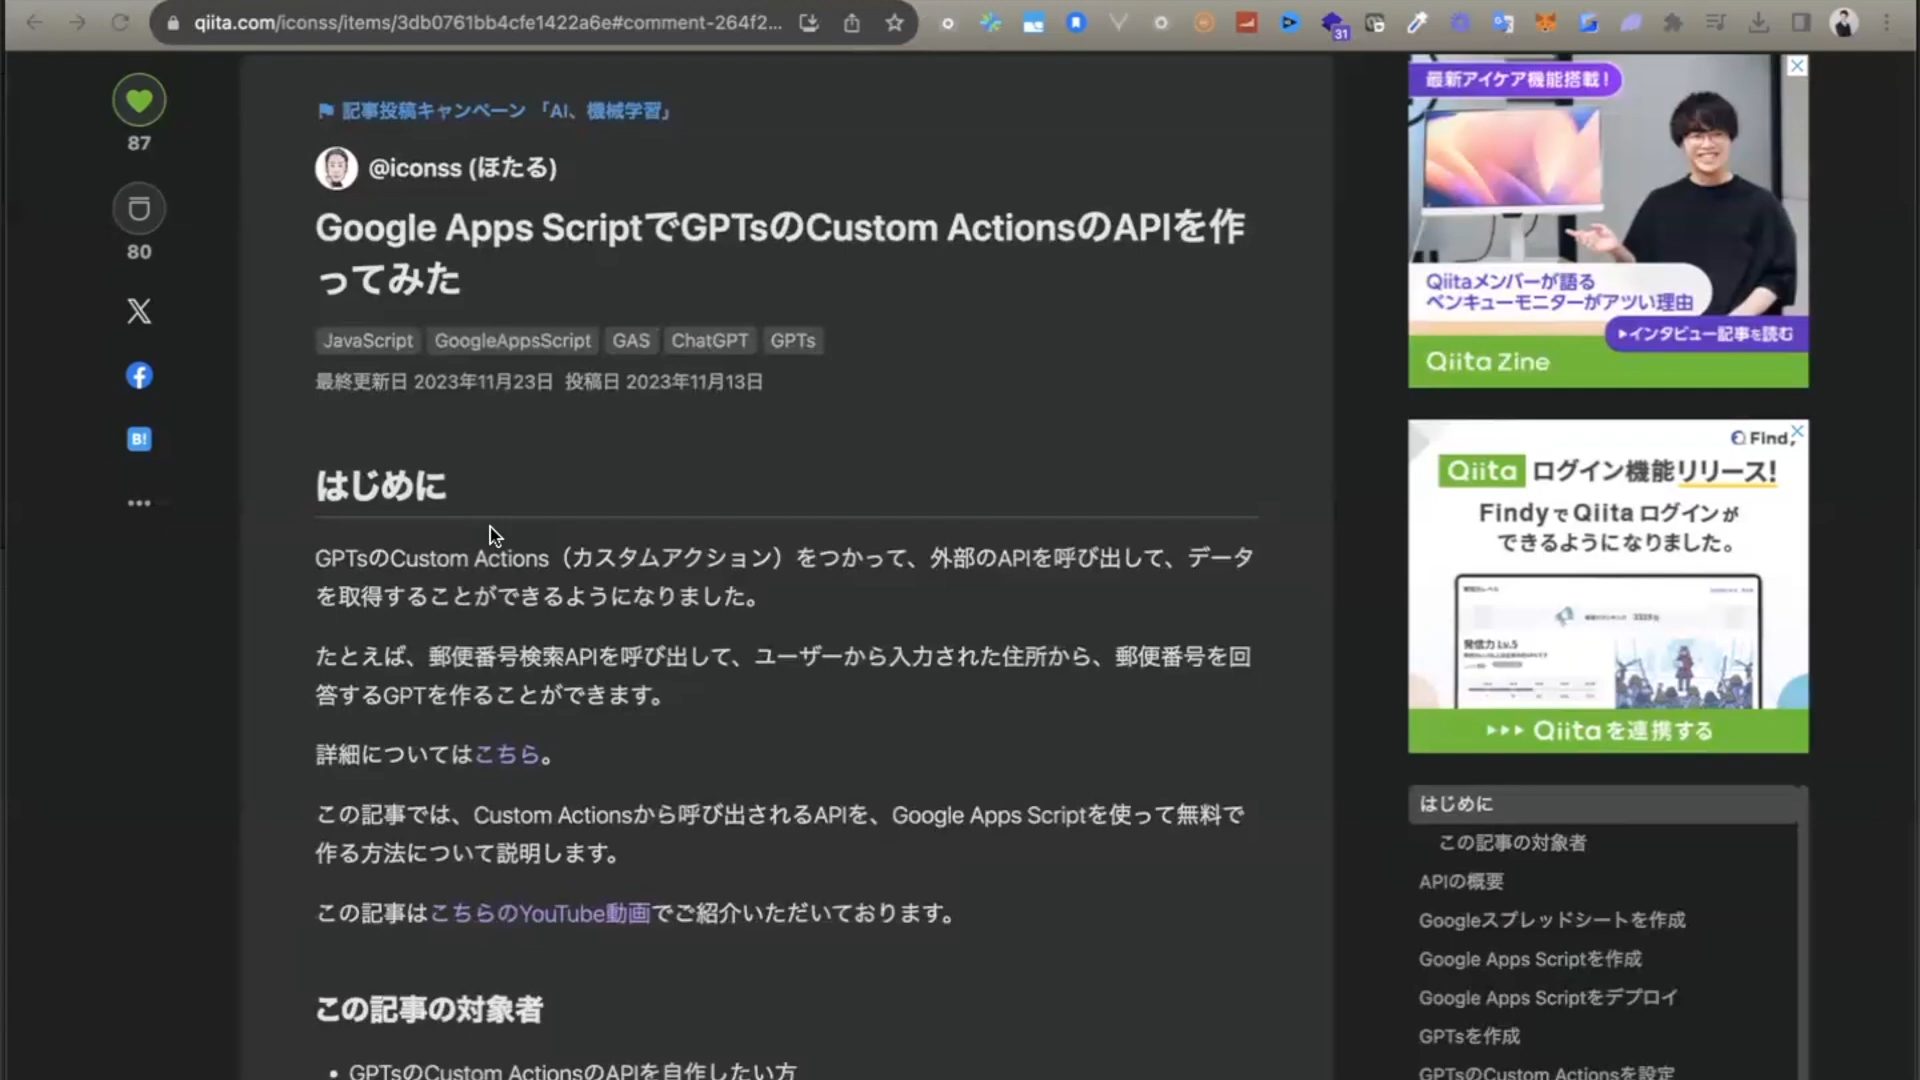 qiita.com/iconss/items/3db0761bb4cfe1422a6e#comment-264f2...
31
87
80
B!
記事投稿キャンペーン 「AI、機械学習」
@iconss (ほたる)
Google Apps ScriptでGPTsのCustom ActionsのAPIを作
ってみた
JavaScript GoogleAppsScript GAS ChatGPT GPTs
最終更新日 2023年11月23日 投稿日 2023年11月13日
はじめに
GPTsのCustom Actions（カスタムアクション）をつかって、外部のAPIを呼び出して、データ
を取得することができるようになりました。
たとえば、郵便番号検索APIを呼び出して、ユーザーから入力された住所から、郵便番号を回
答するGPTを作ることができます。
詳細についてはこちら。
この記事では、Custom Actionsから呼び出されるAPIを、Google Apps Scriptを使って無料で
作る方法について説明します。
この記事はこちらのYouTube動画でご紹介いただいております。
この記事の対象者
• GPTsのCustom ActionsのAPIを自作したい方
最新アイケア機能搭載！
Qiitaメンバーが語る
ベンキューモニターがアツい理由
▶インタビュー記事を読む
Qiita Zine
Find
Qiita ログイン機能リリース!
FindyでQiita ログインが
できるようになりました。
発信力 Lv.5
▶▶▶ Qiitaを連携する
はじめに
この記事の対象者
APIの概要
Googleスプレッドシートを作成
Google Apps Scriptを作成
Google Apps Scriptをデプロイ
GPTsを作成
GPTsのCustom Actionsを設定